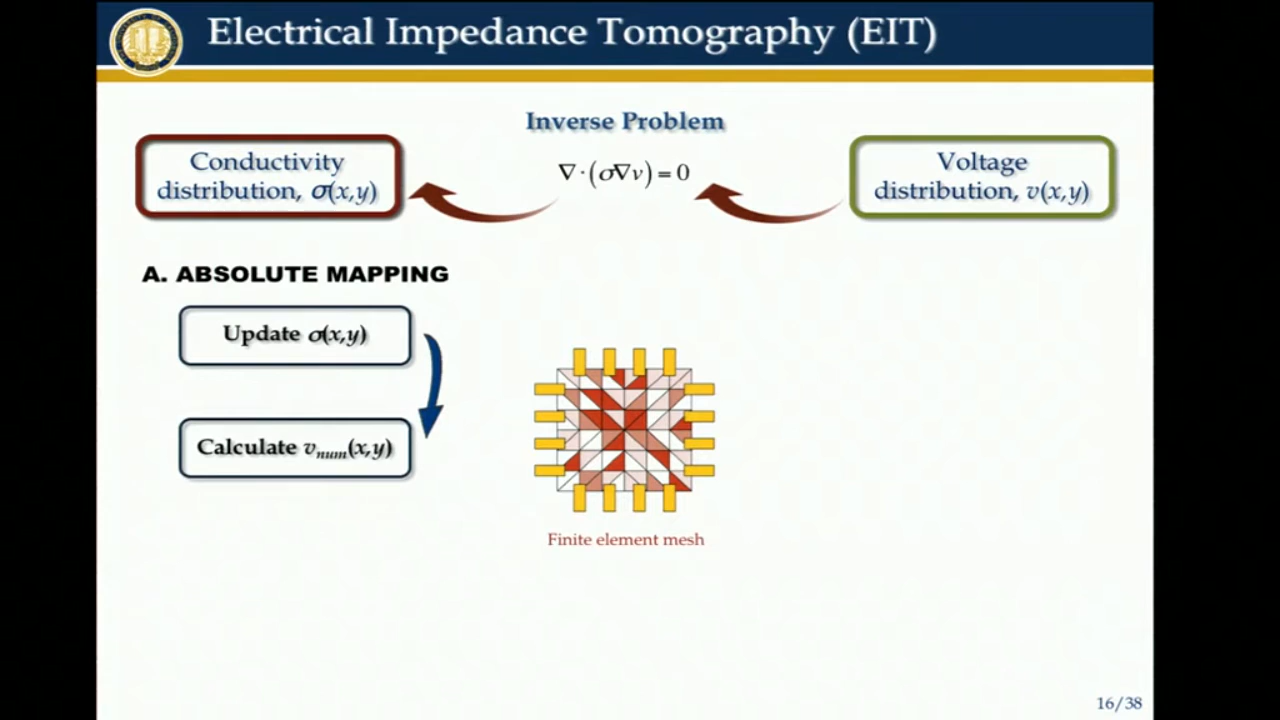 Electrical Impedance Tomography (EIT)
Inverse Problem
Conductivity
distribution, σ(x,y)
∇·(σ∇v) = 0
Voltage
distribution, v(x,y)
A. ABSOLUTE MAPPING
Update σ(x,y)
Calculate vₙᵤₘ(x,y)
Finite element mesh
16/38